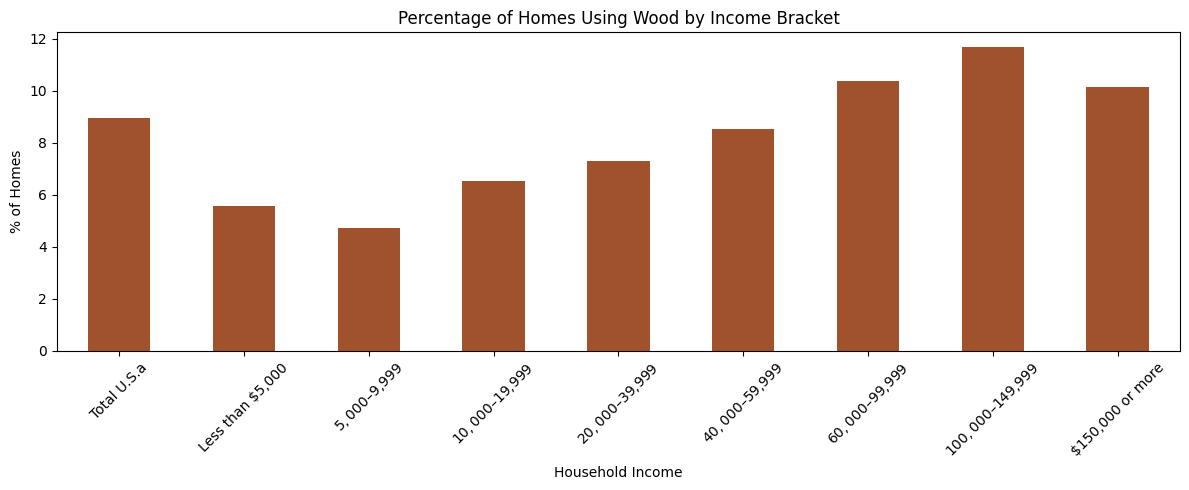 Percentage of Homes Using Wood by Income Bracket
12
10
8
6
4
2
0
% of Homes
Total U.S.a
Less than $5,000
5, 000–9,999
10, 000–19,999
20, 000–39,999
40, 000–59,999
60, 000–99,999
100, 000–149,999
$150,000 or more
Household Income